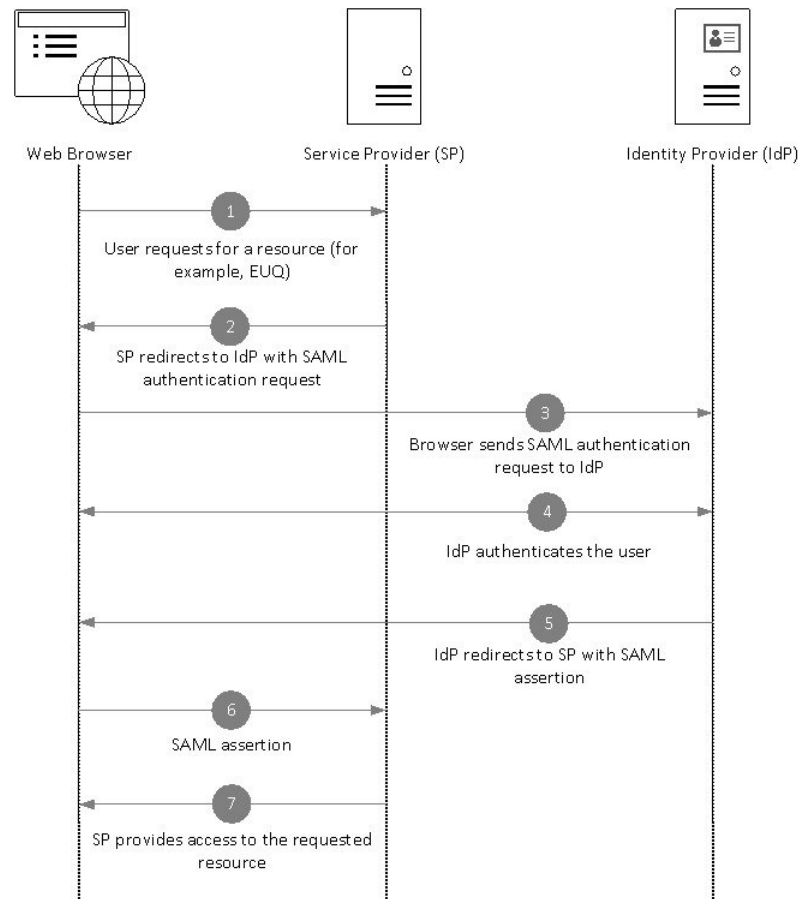 Web Browser
Service Provider (SP)
Identity Provider (IdP)
1
User requests for a resource (for
example, EUQ)
2
SP redirects to IdP with SAML
authentication request
3
Browser sends SAML authentication
request to IdP
4
IdP authenticates the user
5
IdP redirects to SP with SAML
assertion
6
SAML assertion
7
SP provides access to the requested
resource